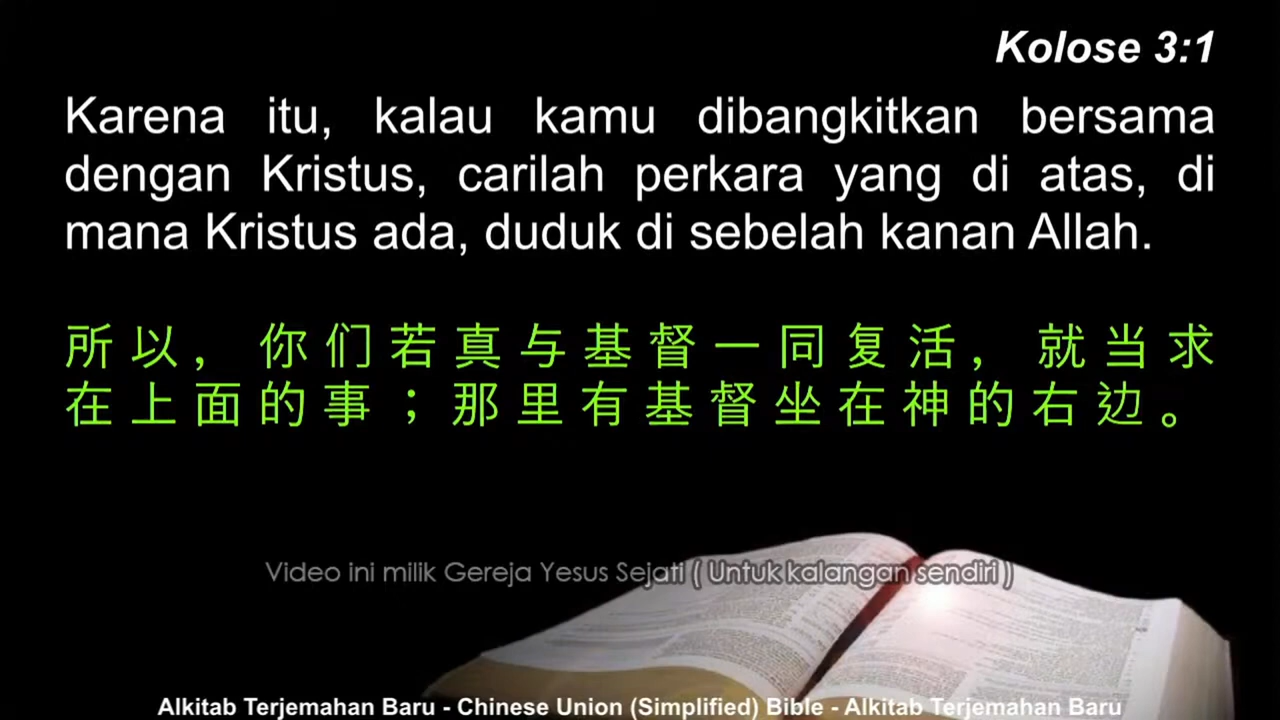 Kolose 3:1
Karena itu, kalau kamu dibangkitkan bersama
dengan Kristus, carilah perkara yang di atas, di
mana Kristus ada, duduk di sebelah kanan Allah.
所以，你们若真与基督一同复活，就当求
在上面的事；那里有基督坐在神的右边。
Video ini milik Gereja Yesus Sejati ( Untuk kalangan sendiri )
Alkitab Terjemahan Baru - Chinese Union (Simplified) Bible - Alkitab Terjemahan Baru